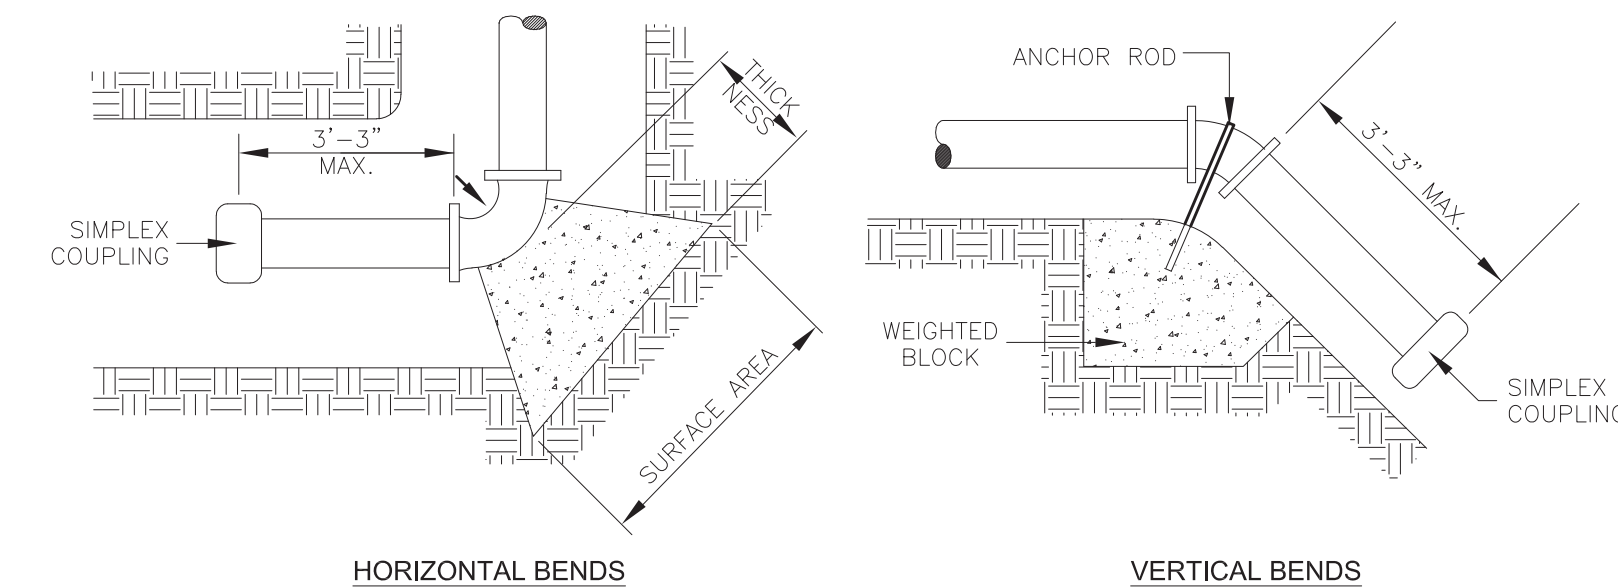 THICK
NESS
3'-3"
MAX.
SIMPLEX
COUPLING
SURFACE AREA
HORIZONTAL BENDS
ANCHOR ROD
3'-3" MAX.
WEIGHTED
BLOCK
SIMPLEX
COUPLING
VERTICAL BENDS